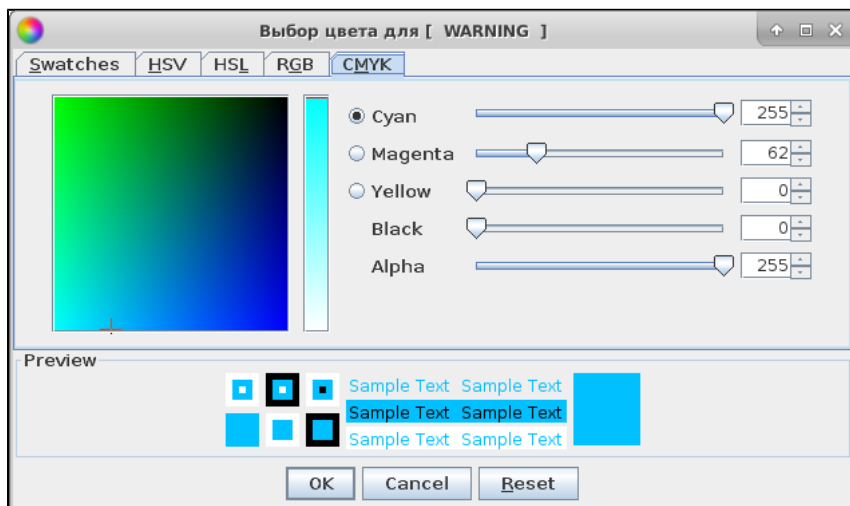 Выбор цвета для [ WARNING ]
Swatches HSV HSL RGB CMYK
Cyan 255
Magenta 62
Yellow 0
Black 0
Alpha 255
Preview
Sample Text Sample Text
Sample Text Sample Text
Sample Text Sample Text
OK Cancel Reset